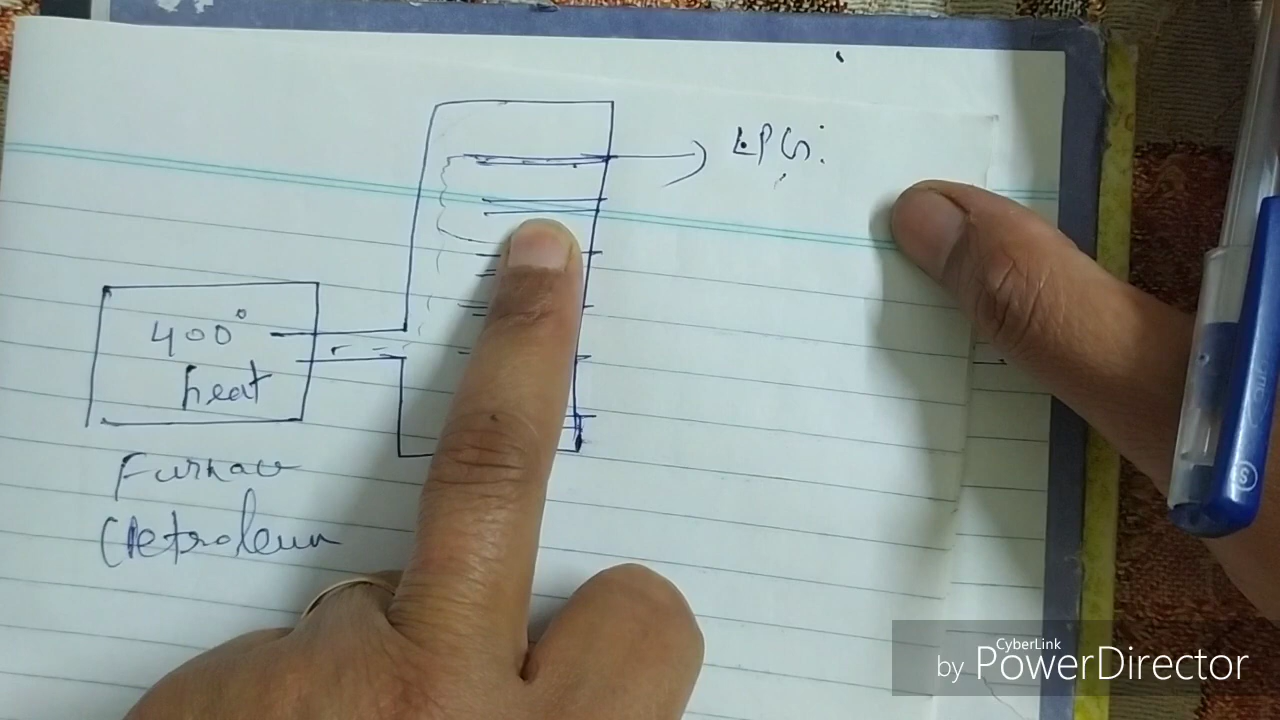 LPG
400°
heat
Furnace
(Petroleum
CyberLink
by PowerDirector